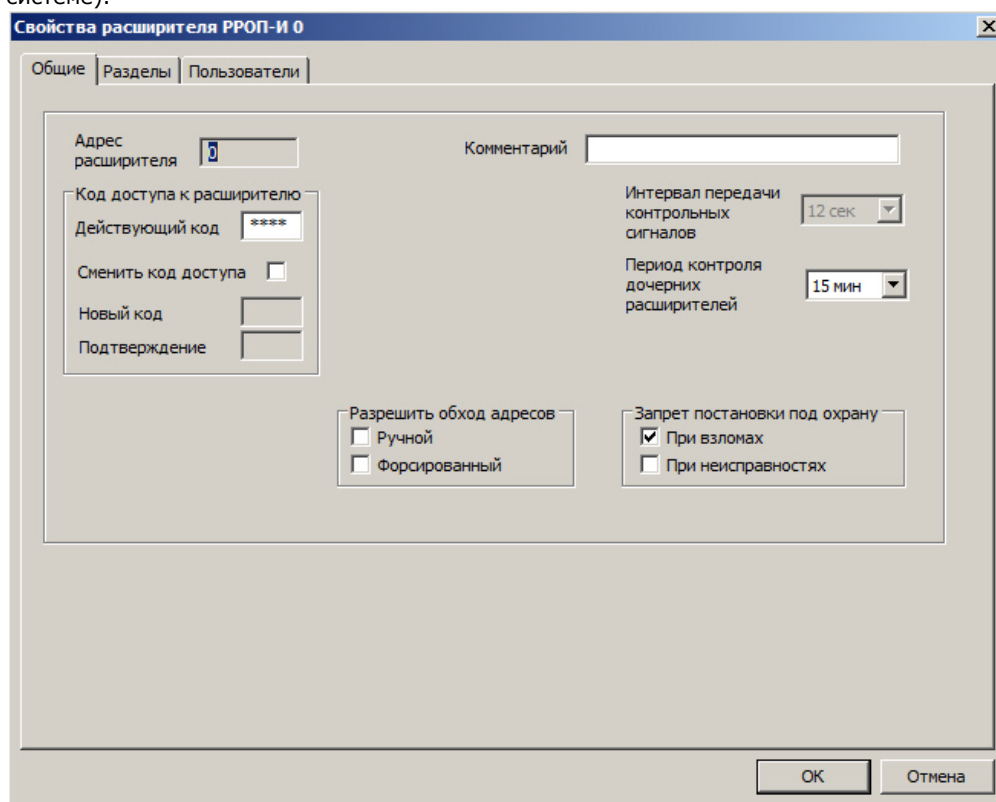 системе).
Свойства расширителя РРОП-И 0
Общие
Разделы
Пользователи
Адрес
расширителя
0
Комментарий
Код доступа к расширителю
Действующий код
****
Сменить код доступа
Новый код
Подтверждение
Интервал передачи
контрольных
сигналов
12 сек
Период контроля
дочерних
расширителей
15 мин
Разрешить обход адресов
Ручной
Форсированный
Запрет постановки под охрану
При взломах
При неисправностях
OK
Отмена